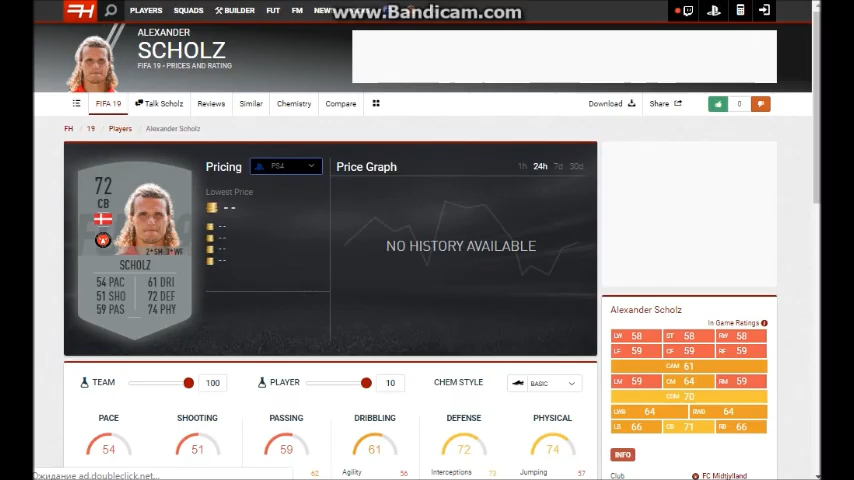 www.Bandicam.com
FH PLAYERS SQUADS BUILDER FUT FM NEWS
ALEXANDER
SCHOLZ
FIFA 19 - PRICES AND RATING
FIFA 19 Talk Scholz Reviews Similar Chemistry Compare Download Share 0
FH 19 Players Alexander Scholz
Pricing PS4 Price Graph 1h 24h 7d 30d
Lowest Price
--
--
--
--
--
NO HISTORY AVAILABLE
72
CB
2*SM 3*WF
SCHOLZ
54 PAC 61 DRI
51 SHO 72 DEF
59 PAS 74 PHY
Alexander Scholz
In Game Ratings
LW 58 ST 58 RW 58
LF 59 CF 59 RF 59
CAM 61
LM 59 CM 64 RM 59
CDM 70
LWB 64 RWB 64
LB 66 CB 71 RB 66
INFO
Club FC Midtjylland
TEAM 100 PLAYER 10 CHEM STYLE BASIC
PACE SHOOTING PASSING DRIBBLING DEFENSE PHYSICAL
54 51 59 61 72 74
62 Agility 56 Interceptions 73 Jumping 57
Ожидание ad.doubleclick.net...